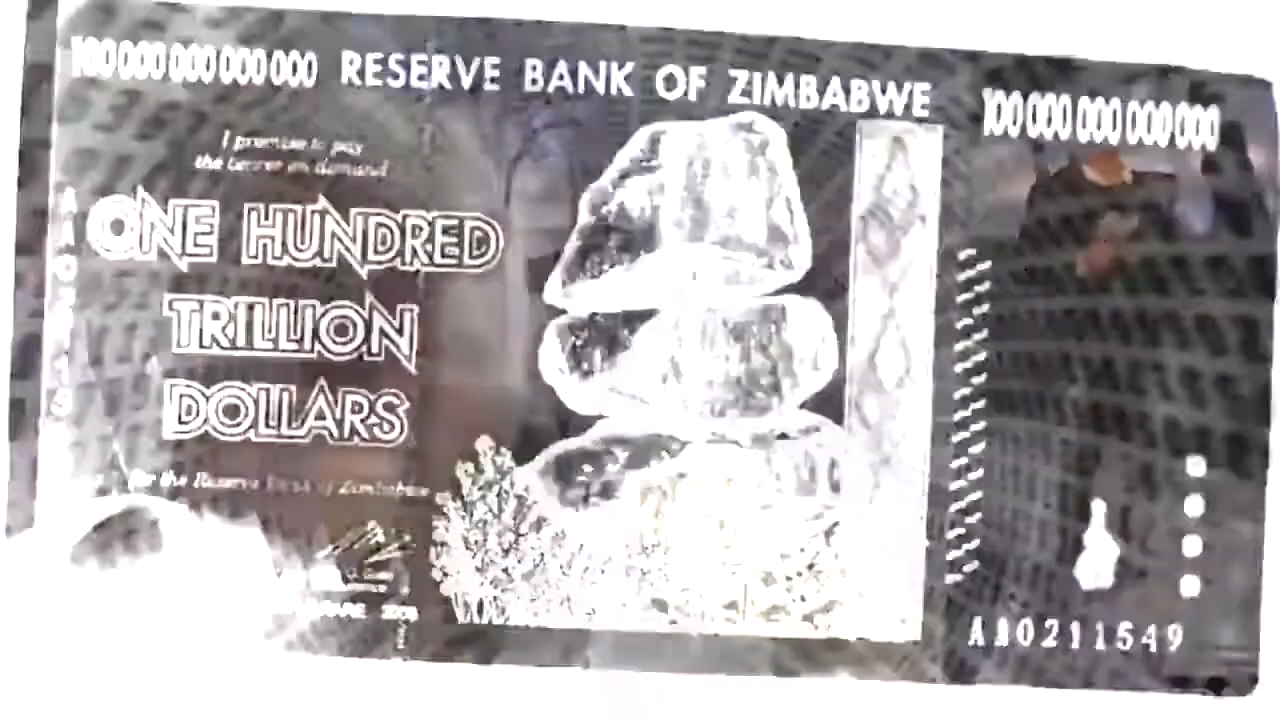 100 000 000 000 000 RESERVE BANK OF ZIMBABWE 100 000 000 000 000
I promise to pay
the bearer on demand
ONE HUNDRED
TRILLION
DOLLARS
for the Reserve Bank of Zimbabwe
AA0211549